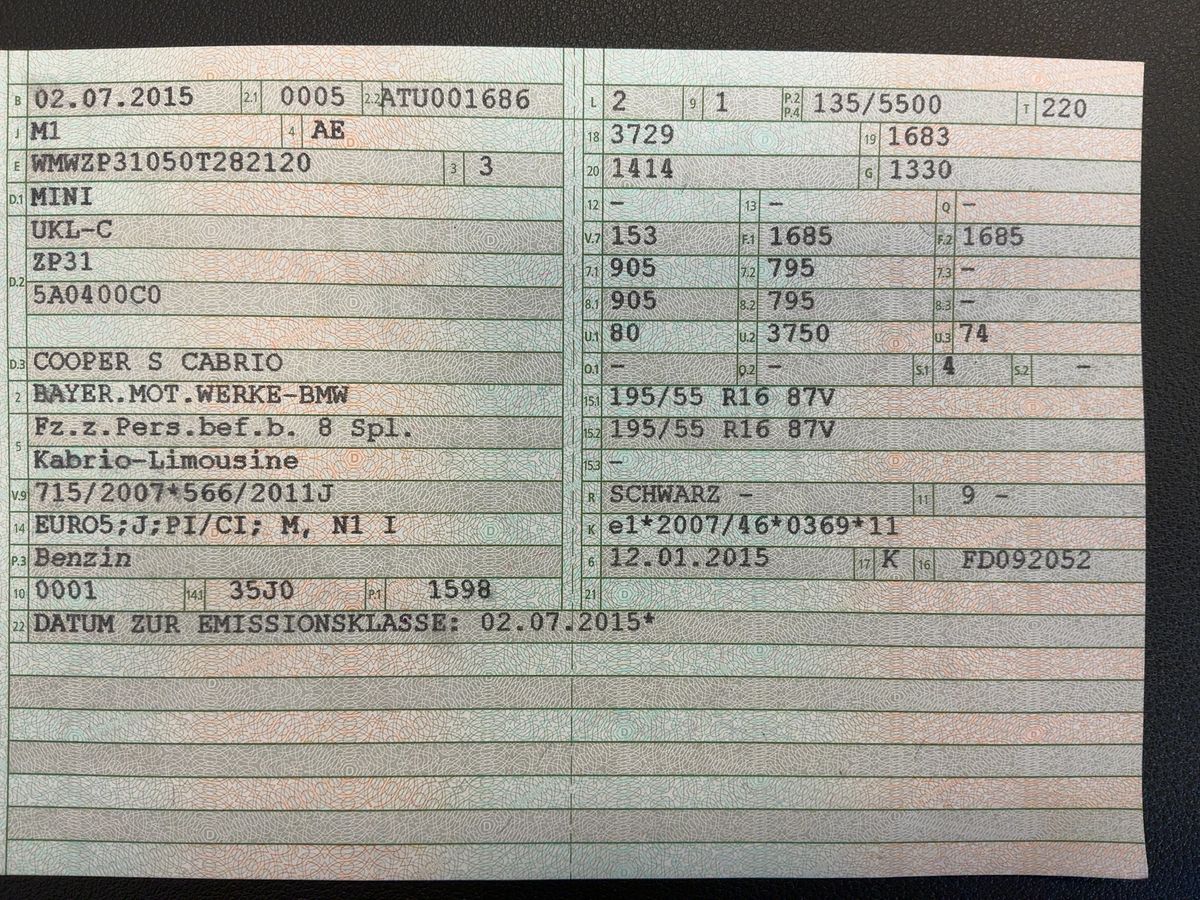 B 02.07.2015 2.1 0005 2.2 ATU001686
J M1 4 AE
E WMWZP31050T282120 3 3
D.1 MINI
D.2 UKL-C
ZP31
5A0400C0
D.3 COOPER S CABRIO
2 BAYER.MOT.WERKE-BMW
5 Fz.z.Pers.bef.b. 8 Spl.
Kabrio-Limousine
V.9 715/2007*566/2011J
14 EURO5;J;PI/CI; M, N1 I
P.3 Benzin
10 0001 14.1 35J0 P.1 1598
22 DATUM ZUR EMISSIONSKLASSE: 02.07.2015*
L 2 9 1 P.2 P.4 135/5500 T 220
18 3729 19 1683
20 1414 G 1330
12 - 13 - Q -
V.7 153 F.1 1685 F.2 1685
7.1 905 7.2 795 7.3 -
8.1 905 8.2 795 8.3 -
U.1 80 U.2 3750 U.3 74
O.1 - O.2 - S.1 4 S.2 -
15.1 195/55 R16 87V
15.2 195/55 R16 87V
15.3 -
R SCHWARZ - 11 9 -
K e1*2007/46*0369*11
6 12.01.2015 17 K 16 FD092052
21